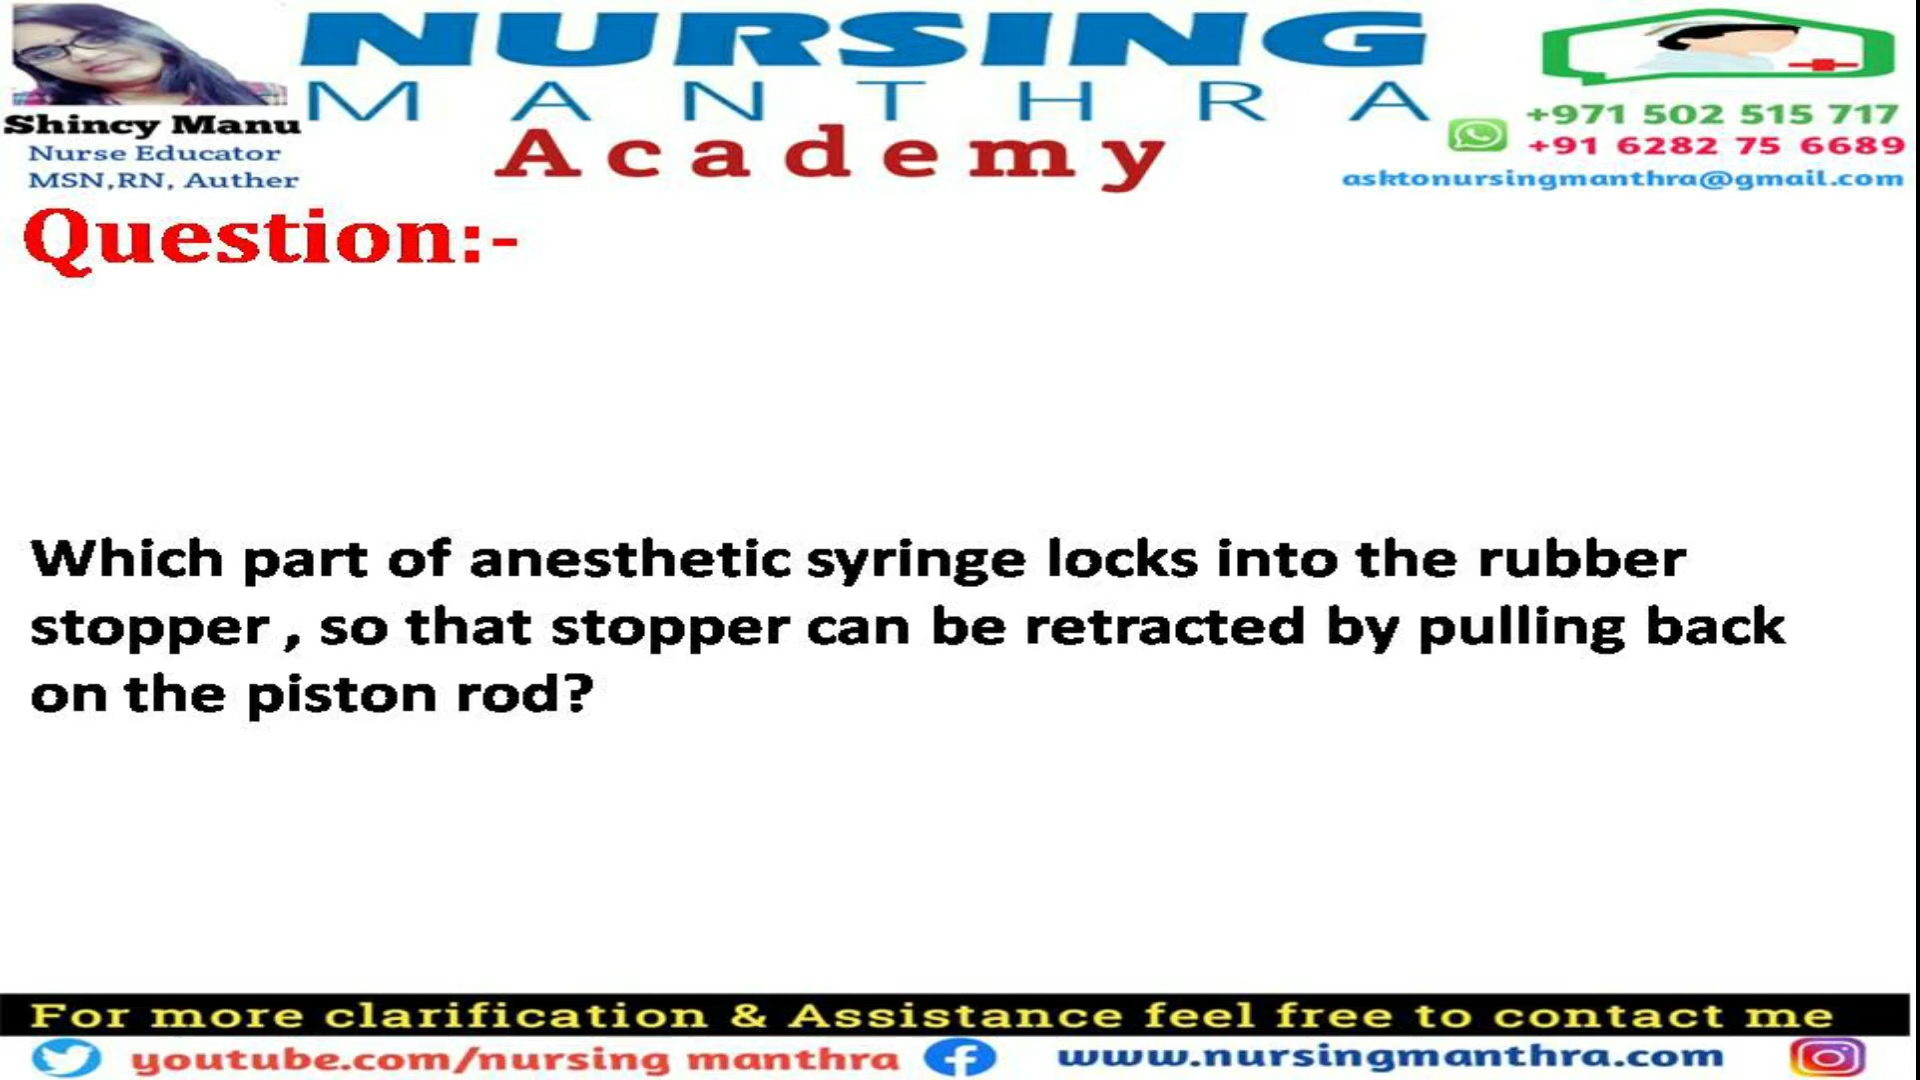 NURSING
MANTHRA
Academy
Shincy Manu
Nurse Educator
MSN,RN, Auther
+971 502 515 717
+91 6282 75 6689
asktonursingmanthra@gmail.com
Question:-
Which part of anesthetic syringe locks into the rubber
stopper , so that stopper can be retracted by pulling back
on the piston rod?
For more clarification & Assistance feel free to contact me
youtube.com/nursing manthra
www.nursingmanthra.com